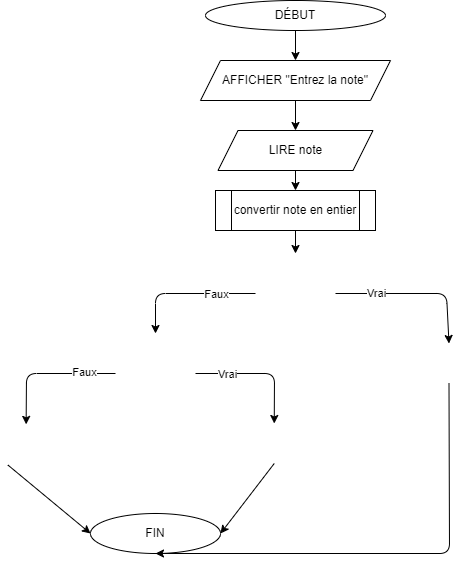 DÉBUT
AFFICHER "Entrez la note"
LIRE note
convertir note en entier
Faux
Vrai
Faux
Vrai
FIN